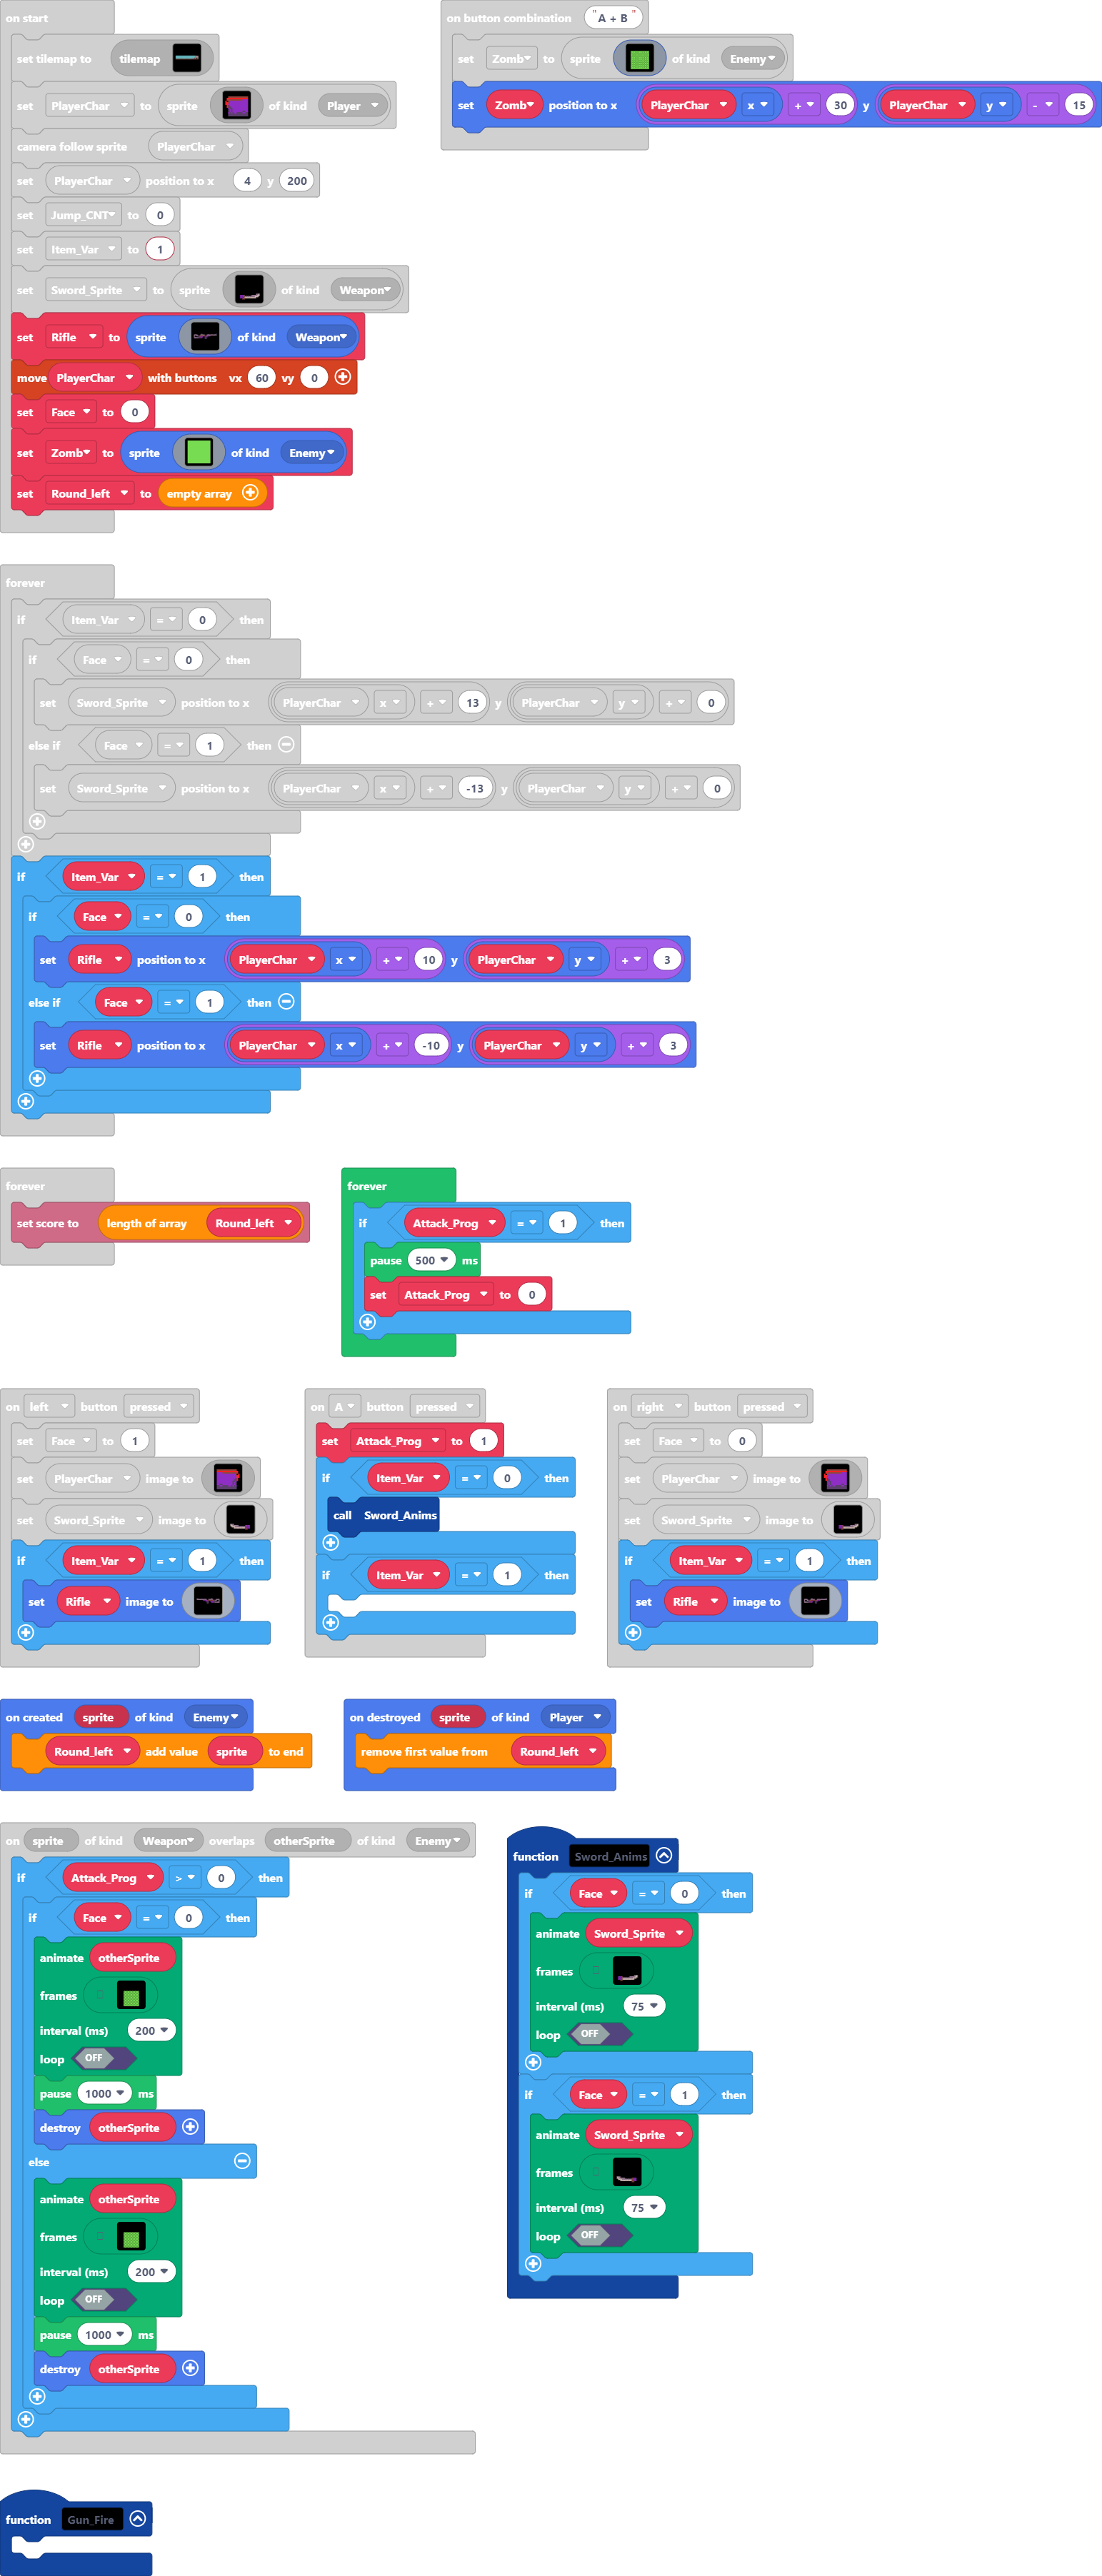 on start
set tilemap to tilemap
set PlayerChar to sprite of kind Player
camera follow sprite PlayerChar
set PlayerChar position to x 4 y 200
set Jump_CNT to 0
set Item_Var to 1
set Sword_Sprite to sprite of kind Weapon
set Rifle to sprite of kind Weapon
move PlayerChar with buttons vx 60 vy 0
set Face to 0
set Zomb to sprite of kind Enemy
set Round_left to empty array
on button combination "A + B"
set Zomb to sprite of kind Enemy
set Zomb position to x PlayerChar x + 30 y PlayerChar y - 15
forever
if Item_Var = 0 then
if Face = 0 then
set Sword_Sprite position to x PlayerChar x + 13 y PlayerChar y + 0
else if Face = 1 then
set Sword_Sprite position to x PlayerChar x + -13 y PlayerChar y + 0
if Item_Var = 1 then
if Face = 0 then
set Rifle position to x PlayerChar x + 10 y PlayerChar y + 3
else if Face = 1 then
set Rifle position to x PlayerChar x + -10 y PlayerChar y + 3
forever
set score to length of array Round_left
forever
if Attack_Prog = 1 then
pause 500 ms
set Attack_Prog to 0
on left button pressed
set Face to 1
set PlayerChar image to
set Sword_Sprite image to
if Item_Var = 1 then
set Rifle image to
on A button pressed
set Attack_Prog to 1
if Item_Var = 0 then
call Sword_Anims
if Item_Var = 1 then
on right button pressed
set Face to 0
set PlayerChar image to
set Sword_Sprite image to
if Item_Var = 1 then
set Rifle image to
on created sprite of kind Enemy
Round_left add value sprite to end
on destroyed sprite of kind Player
remove first value from Round_left
on sprite of kind Weapon overlaps otherSprite of kind Enemy
if Attack_Prog > 0 then
if Face = 0 then
animate otherSprite
frames
interval (ms) 200
loop OFF
pause 1000 ms
destroy otherSprite
else
animate otherSprite
frames
interval (ms) 200
loop OFF
pause 1000 ms
destroy otherSprite
function Sword_Anims
if Face = 0 then
animate Sword_Sprite
frames
interval (ms) 75
loop OFF
if Face = 1 then
animate Sword_Sprite
frames
interval (ms) 75
loop OFF
function Gun_Fire